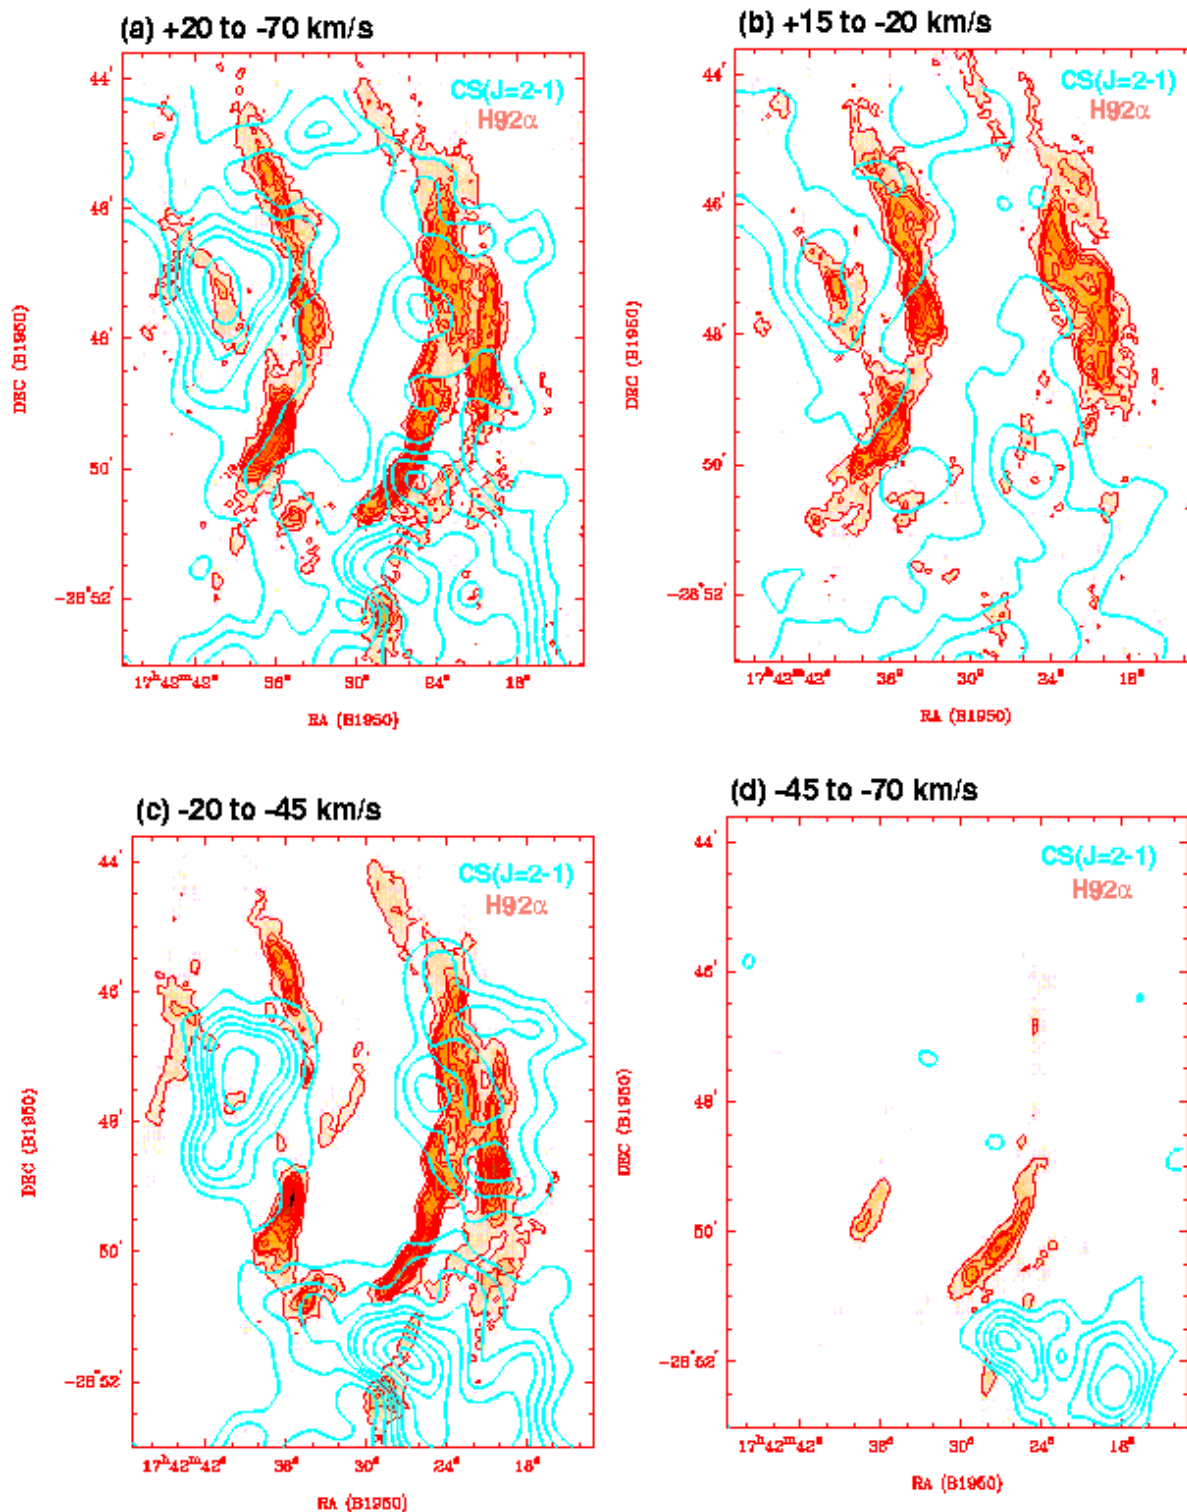 (a) +20 to -70 km/s
CS(J=2-1)
H92α
44'
46'
48'
50'
-28°52'
DEC (B1950)
17ʰ42ᵐ42ˢ
36ˢ
30ˢ
24ˢ
18ˢ
RA (B1950)
(b) +15 to -20 km/s
CS(J=2-1)
H92α
44'
46'
48'
50'
-28°52'
DEC (B1950)
17ʰ42ᵐ42ˢ
36ˢ
30ˢ
24ˢ
18ˢ
RA (B1950)
(c) -20 to -45 km/s
CS(J=2-1)
H92α
44'
46'
48'
50'
-28°52'
DEC (B1950)
17ʰ42ᵐ42ˢ
36ˢ
30ˢ
24ˢ
18ˢ
RA (B1950)
(d) -45 to -70 km/s
CS(J=2-1)
H92α
44'
46'
48'
50'
-28°52'
DEC (B1950)
17ʰ42ᵐ42ˢ
36ˢ
30ˢ
24ˢ
18ˢ
RA (B1950)